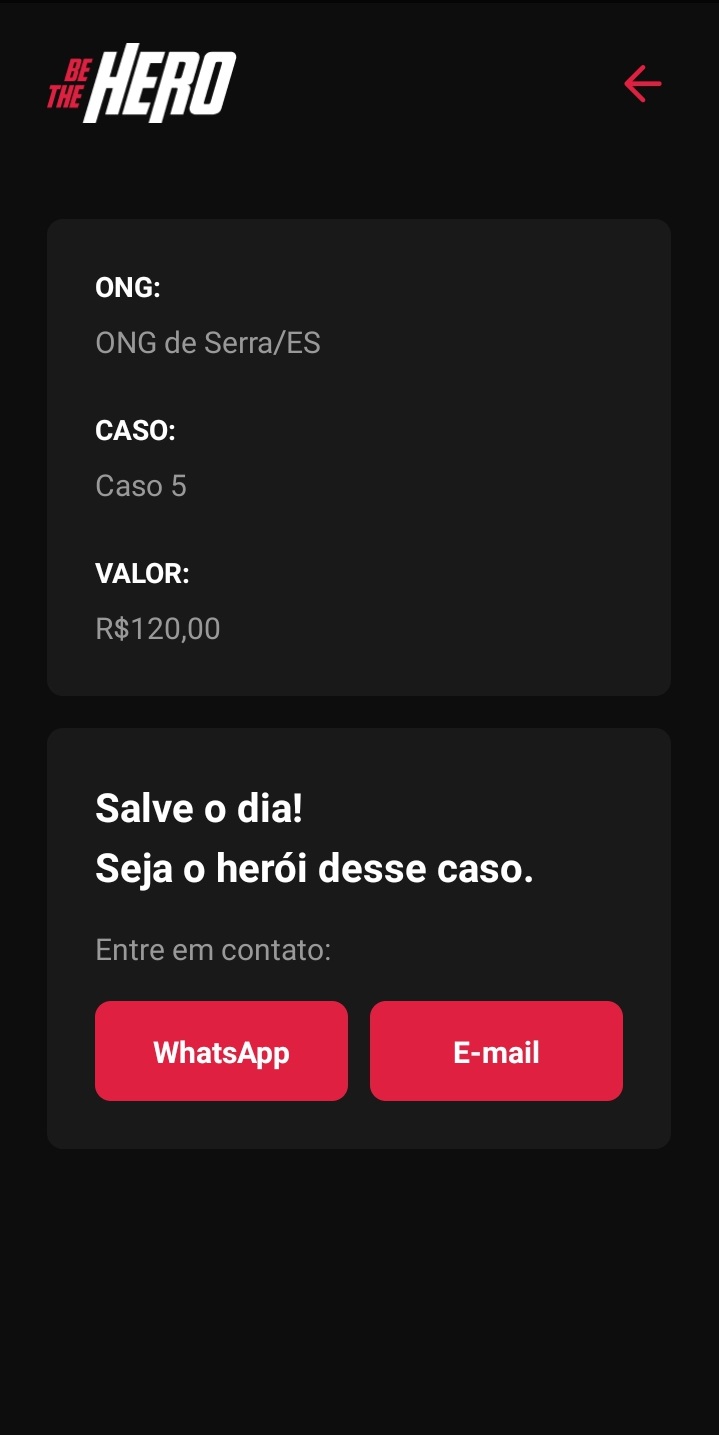 BE
THE HERO
ONG:
ONG de Serra/ES
CASO:
Caso 5
VALOR:
R$120,00
Salve o dia!
Seja o herói desse caso.
Entre em contato:
WhatsApp E-mail